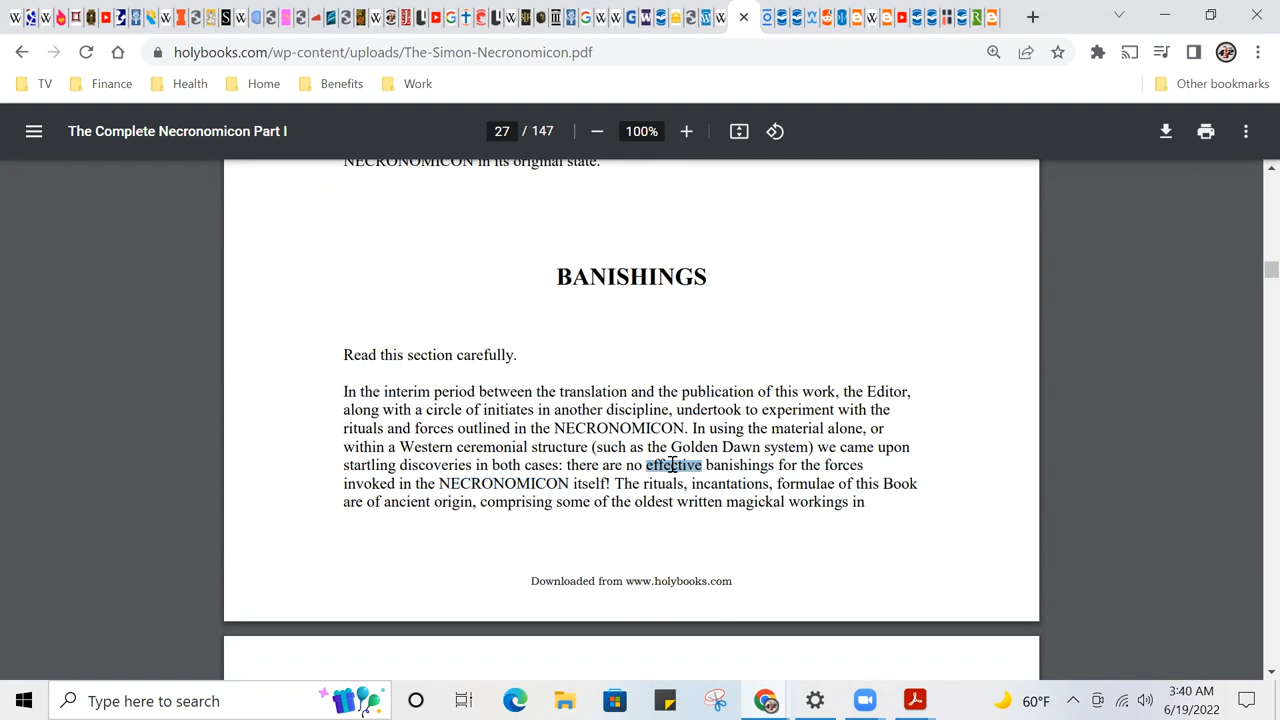 holybooks.com/wp-content/uploads/The-Simon-Necronomicon.pdf
TV
Finance
Health
Home
Benefits
Work
Other bookmarks
The Complete Necronomicon Part I
27 / 147
100%
NECRONOMICON in its original state.
BANISHINGS
Read this section carefully.
In the interim period between the translation and the publication of this work, the Editor,
along with a circle of initiates in another discipline, undertook to experiment with the
rituals and forces outlined in the NECRONOMICON. In using the material alone, or
within a Western ceremonial structure (such as the Golden Dawn system) we came upon
startling discoveries in both cases: there are no effective banishings for the forces
invoked in the NECRONOMICON itself! The rituals, incantations, formulae of this Book
are of ancient origin, comprising some of the oldest written magickal workings in
Downloaded from www.holybooks.com
Type here to search
60°F
3:40 AM
6/19/2022